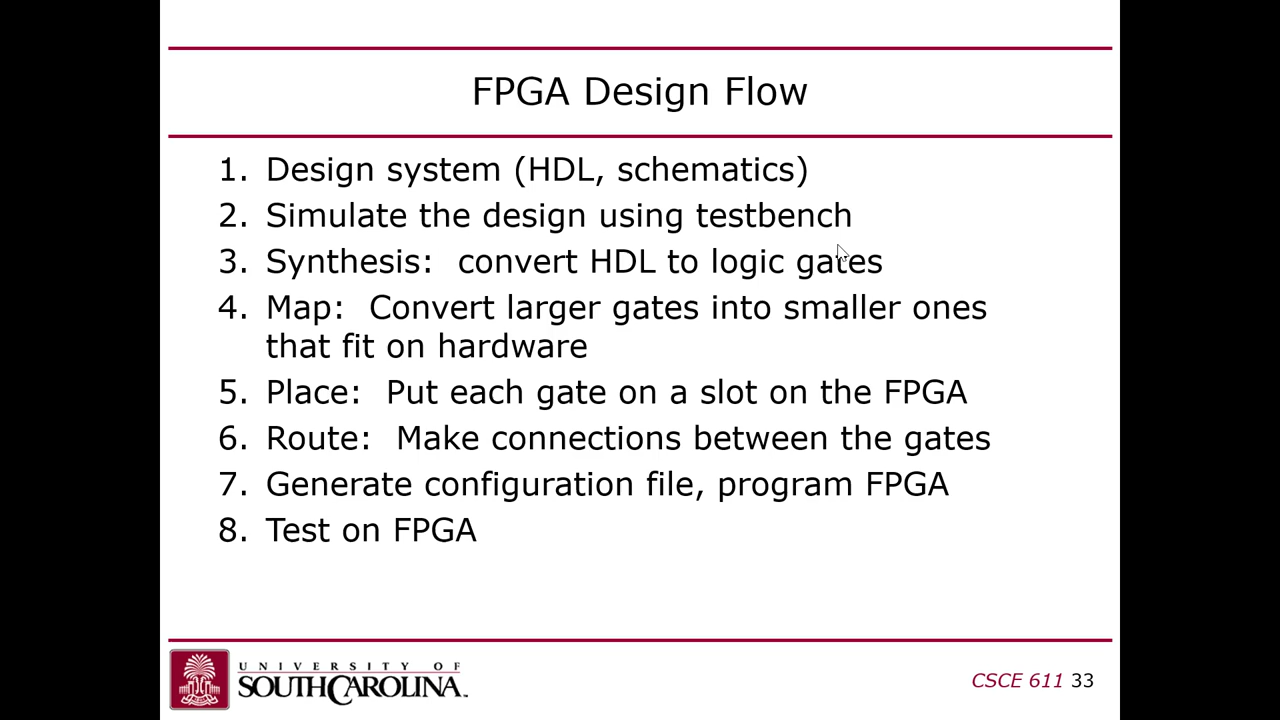 FPGA Design Flow
1. Design system (HDL, schematics)
2. Simulate the design using testbench
3. Synthesis: convert HDL to logic gates
4. Map: Convert larger gates into smaller ones
that fit on hardware
5. Place: Put each gate on a slot on the FPGA
6. Route: Make connections between the gates
7. Generate configuration file, program FPGA
8. Test on FPGA
UNIVERSITY OF
SOUTH CAROLINA™
CSCE 611 33